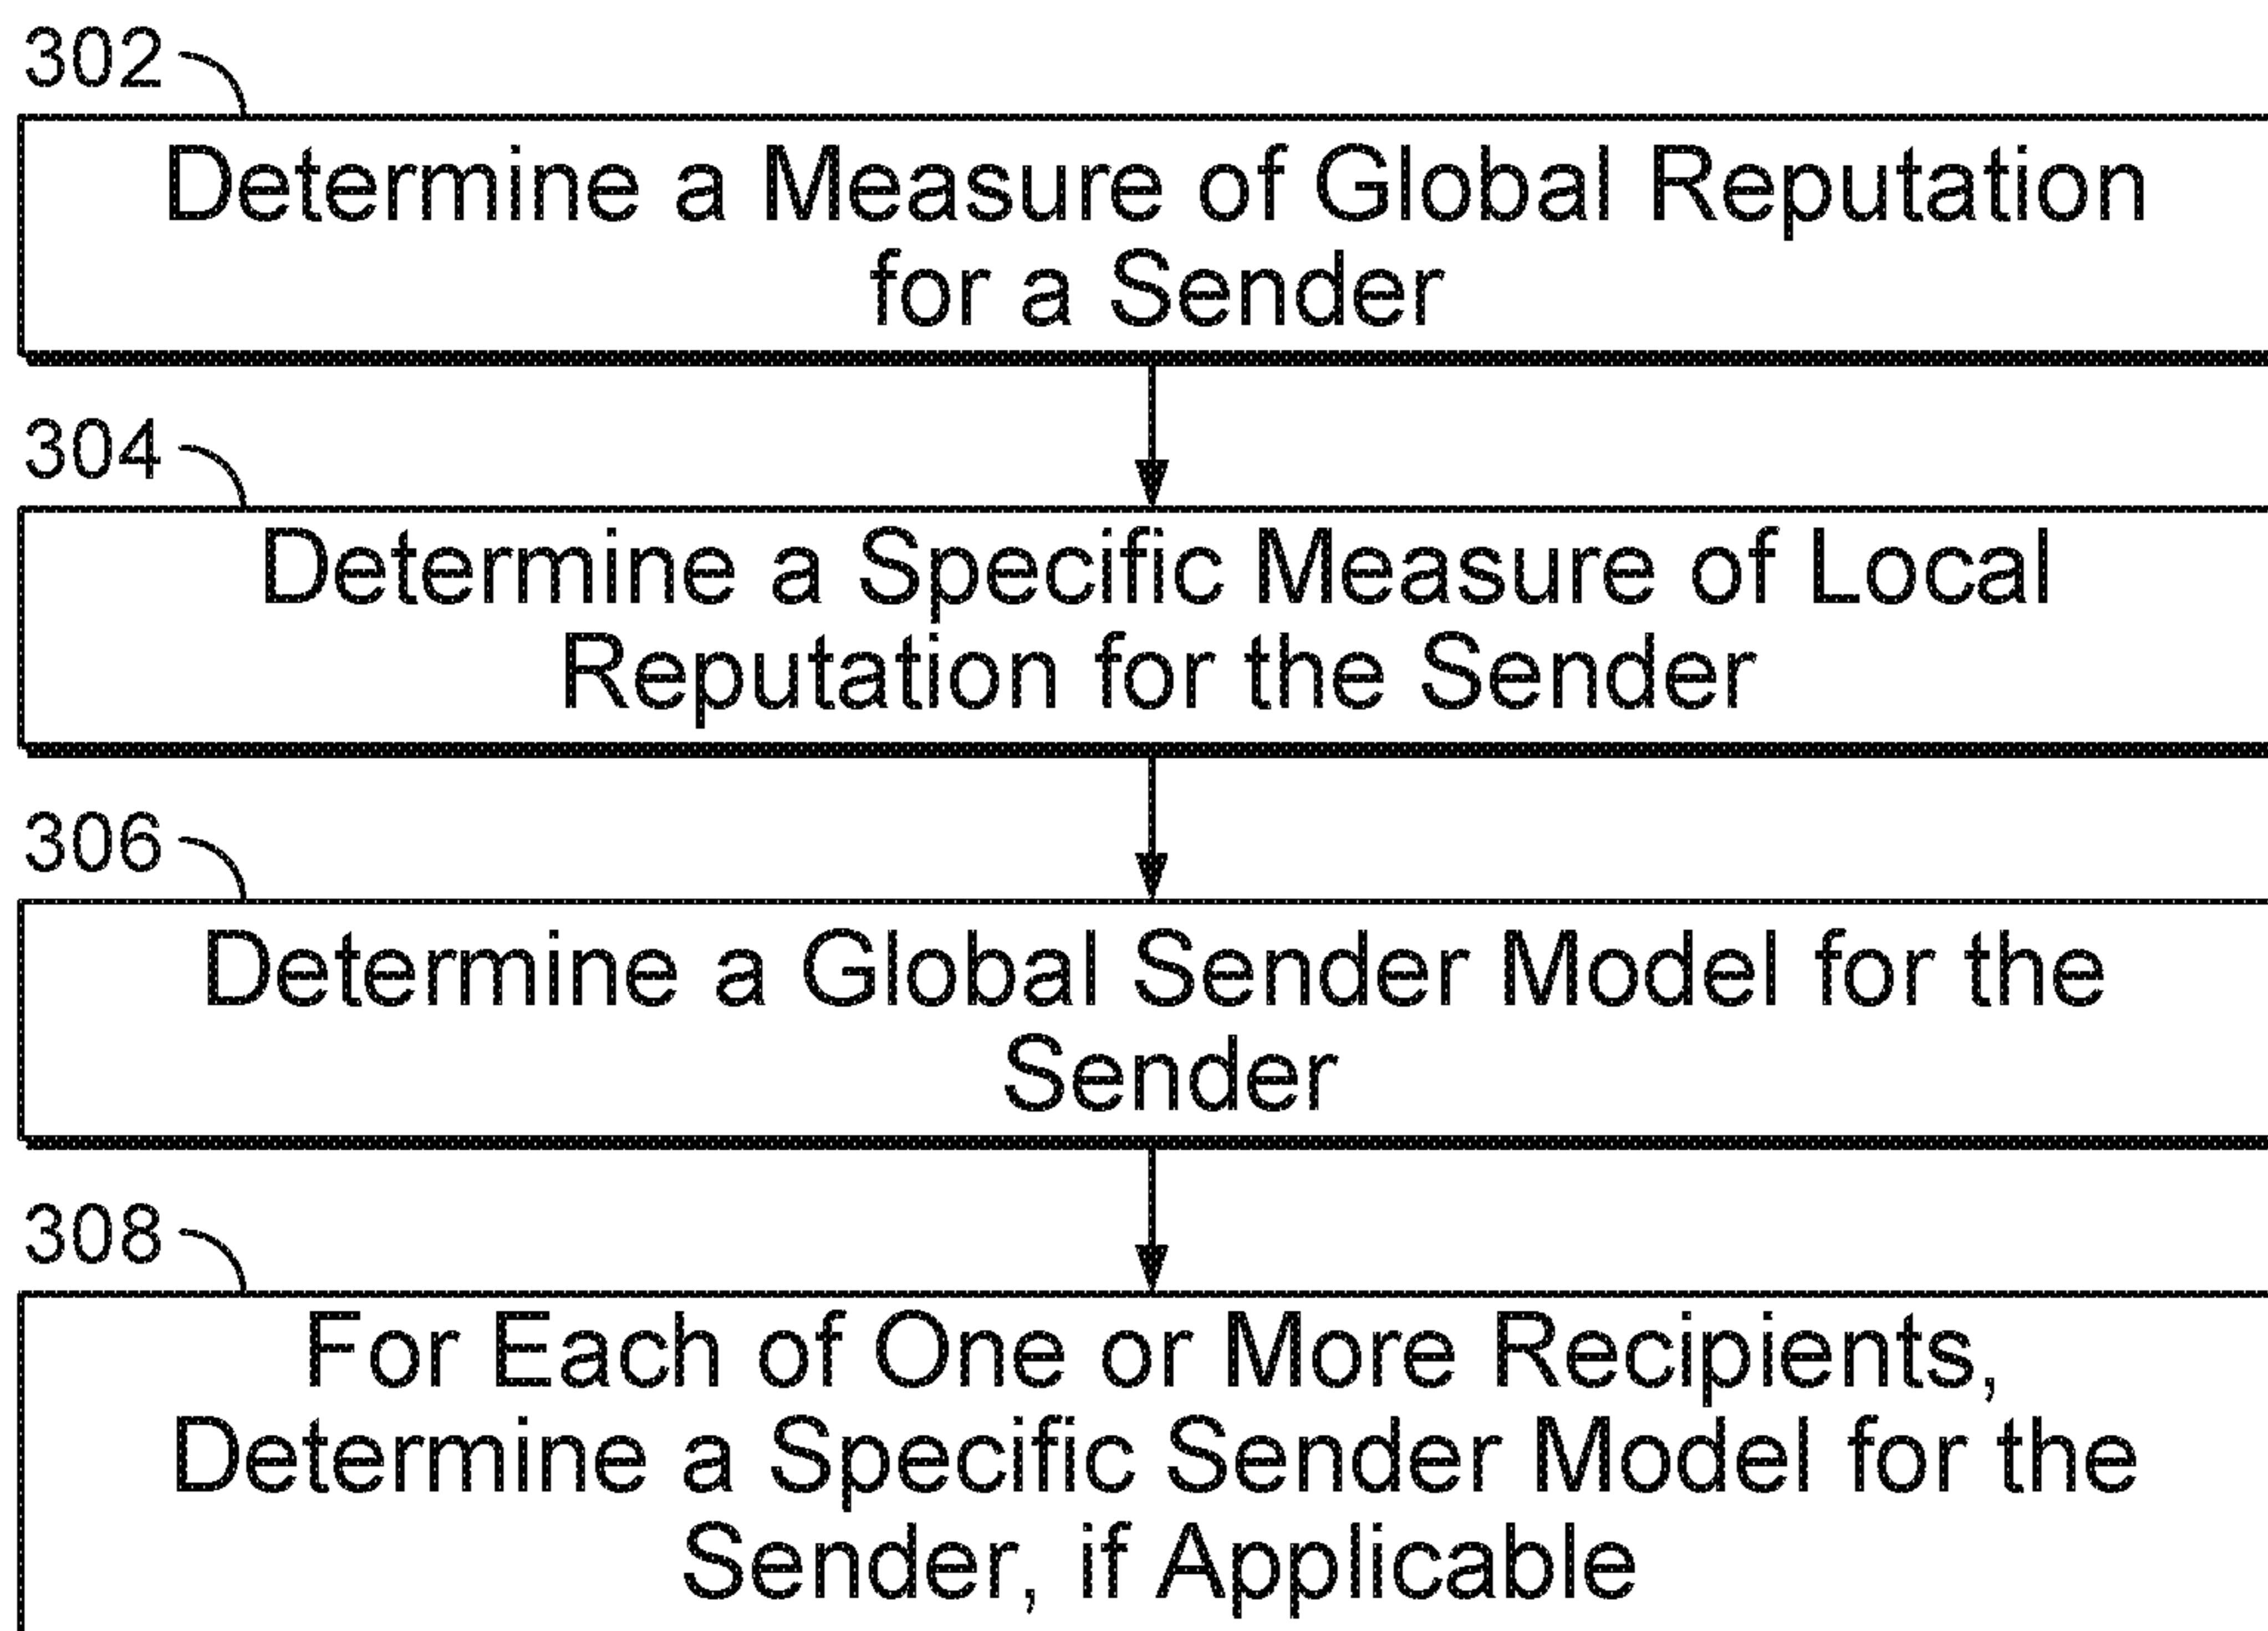 302
Determine a Measure of Global Reputation
for a Sender
304
Determine a Specific Measure of Local
Reputation for the Sender
306
Determine a Global Sender Model for the
Sender
308
For Each of One or More Recipients,
Determine a Specific Sender Model for the
Sender, if Applicable